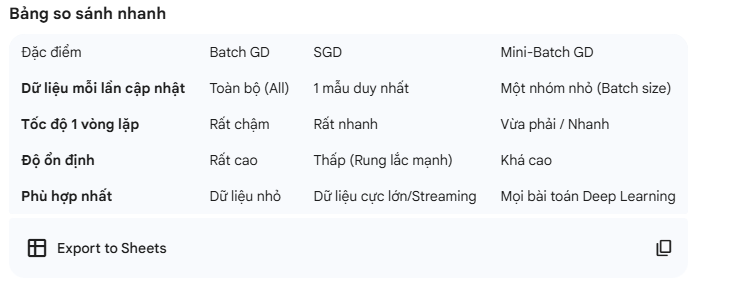 Bảng so sánh nhanh
Đặc điểm Batch GD SGD Mini-Batch GD
Dữ liệu mỗi lần cập nhật Toàn bộ (All) 1 mẫu duy nhất Một nhóm nhỏ (Batch size)
Tốc độ 1 vòng lặp Rất chậm Rất nhanh Vừa phải / Nhanh
Độ ổn định Rất cao Thấp (Rung lắc mạnh) Khá cao
Phù hợp nhất Dữ liệu nhỏ Dữ liệu cực lớn/Streaming Mọi bài toán Deep Learning
Export to Sheets